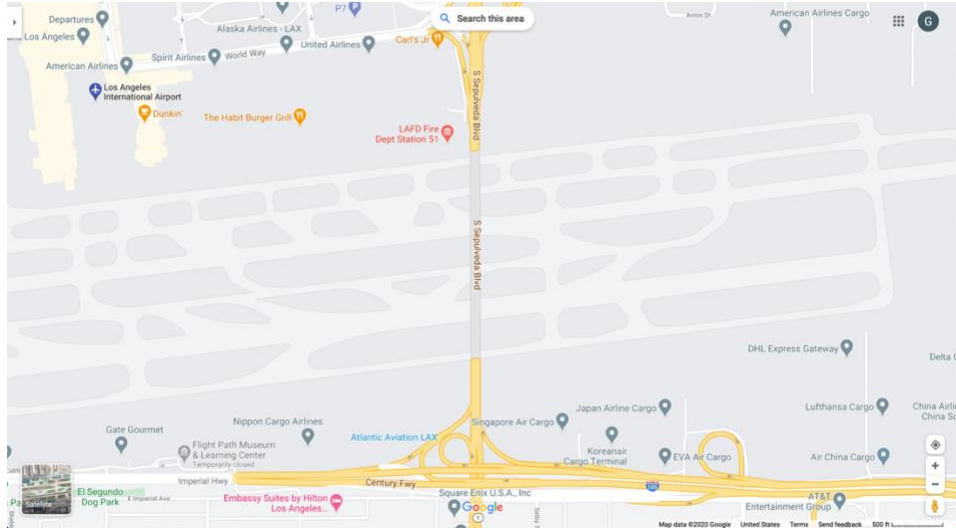 Departures
P7
Search this area
Avion Dr
American Airlines Cargo
G
Los Angeles
Alaska Airlines - LAX
Carl's Jr
United Airlines
Spirit Airlines
World Way
American Airlines
S Sepulveda Blvd
Los Angeles
International Airport
Dunkin'
The Habit Burger Grill
LAFD Fire
Dept Station 51
S Sepulveda Blvd
DHL Express Gateway
Delta
Japan Airline Cargo
Lufthansa Cargo
Nippon Cargo Airlines
Singapore Air Cargo
Gate Gourmet
Atlantic Aviation LAX
Flight Path Museum
& Learning Center
Temporarily closed
Koreanair
Cargo Terminal
EVA Air Cargo
Air China Cargo
Imperial Hwy
Century Fwy
105
Satellite
El Segundo
Dog Park
E Imperial Ave
Embassy Suites by Hilton
Los Angeles...
Square Enix U.S.A., Inc
AT&T
Entertainment Group
Google
1
Map data ©2020 Google United States Terms Send feedback 500 ft